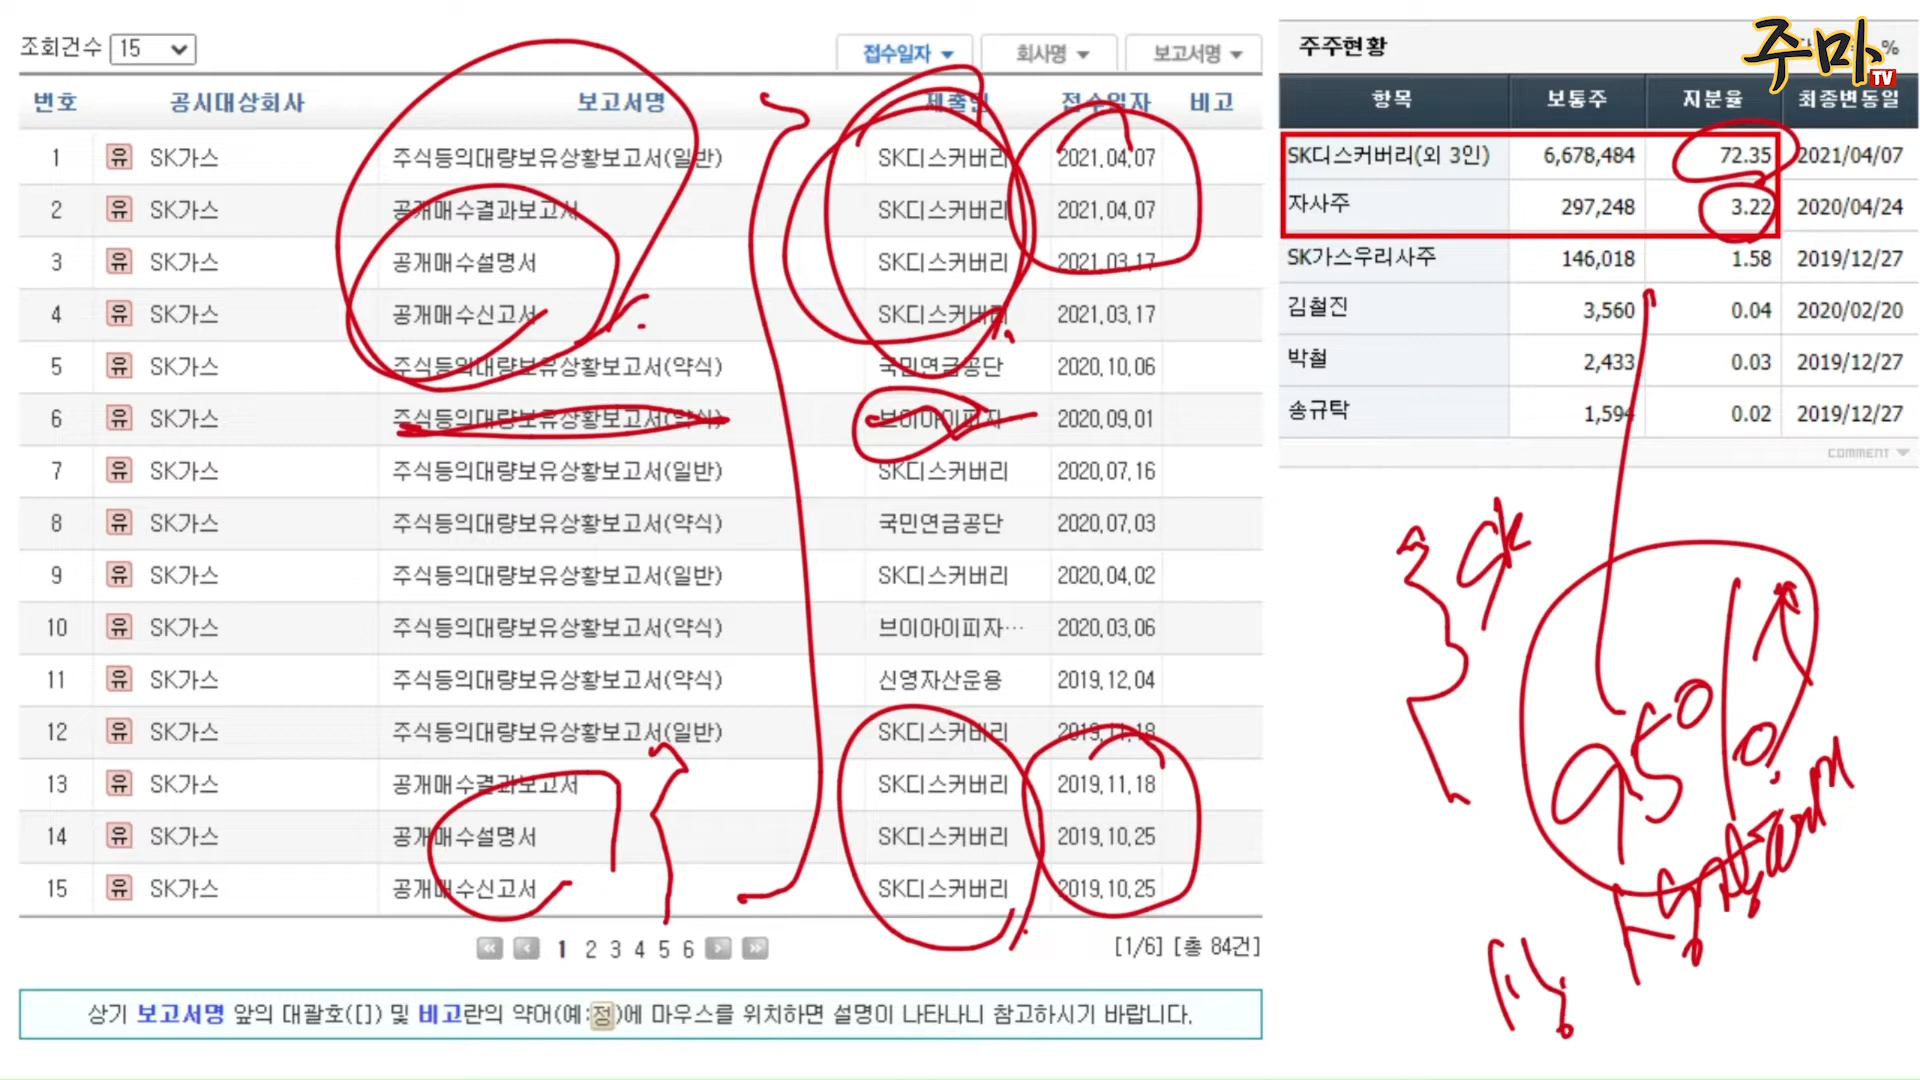 조회건수 15
접수일자 회사명 보고서명
번호 공시대상회사 보고서명 제출인 접수일자 비고
1 유 SK가스 주식등의대량보유상황보고서(일반) SK디스커버리 2021.04.07
2 유 SK가스 공개매수결과보고서 SK디스커버리 2021.04.07
3 유 SK가스 공개매수설명서 SK디스커버리 2021.03.17
4 유 SK가스 공개매수신고서 SK디스커버리 2021.03.17
5 유 SK가스 주식등의대량보유상황보고서(약식) 국민연금공단 2020.10.06
6 유 SK가스 주식등의대량보유상황보고서(약식) 브이아이피자 2020.09.01
7 유 SK가스 주식등의대량보유상황보고서(일반) SK디스커버리 2020.07.16
8 유 SK가스 주식등의대량보유상황보고서(약식) 국민연금공단 2020.07.03
9 유 SK가스 주식등의대량보유상황보고서(일반) SK디스커버리 2020.04.02
10 유 SK가스 주식등의대량보유상황보고서(약식) 브이아이피자… 2020.03.06
11 유 SK가스 주식등의대량보유상황보고서(약식) 신영자산운용 2019.12.04
12 유 SK가스 주식등의대량보유상황보고서(일반) SK디스커버리 2019.11.18
13 유 SK가스 공개매수결과보고서 SK디스커버리 2019.11.18
14 유 SK가스 공개매수설명서 SK디스커버리 2019.10.25
15 유 SK가스 공개매수신고서 SK디스커버리 2019.10.25
1 2 3 4 5 6
[1/6] [총 84건]
상기 보고서명 앞의 대괄호([]) 및 비고란의 약어(예:정)에 마우스를 위치하면 설명이 나타나니 참고하시기 바랍니다.
주마TV
주주현황 %
항목 보통주 지분율 최종변동일
SK디스커버리(외 3인) 6,678,484 72.35 2021/04/07
자사주 297,248 3.22 2020/04/24
SK가스우리사주 146,018 1.58 2019/12/27
김철진 3,560 0.04 2020/02/20
박철 2,433 0.03 2019/12/27
송규탁 1,594 0.02 2019/12/27
COMMENT
95%